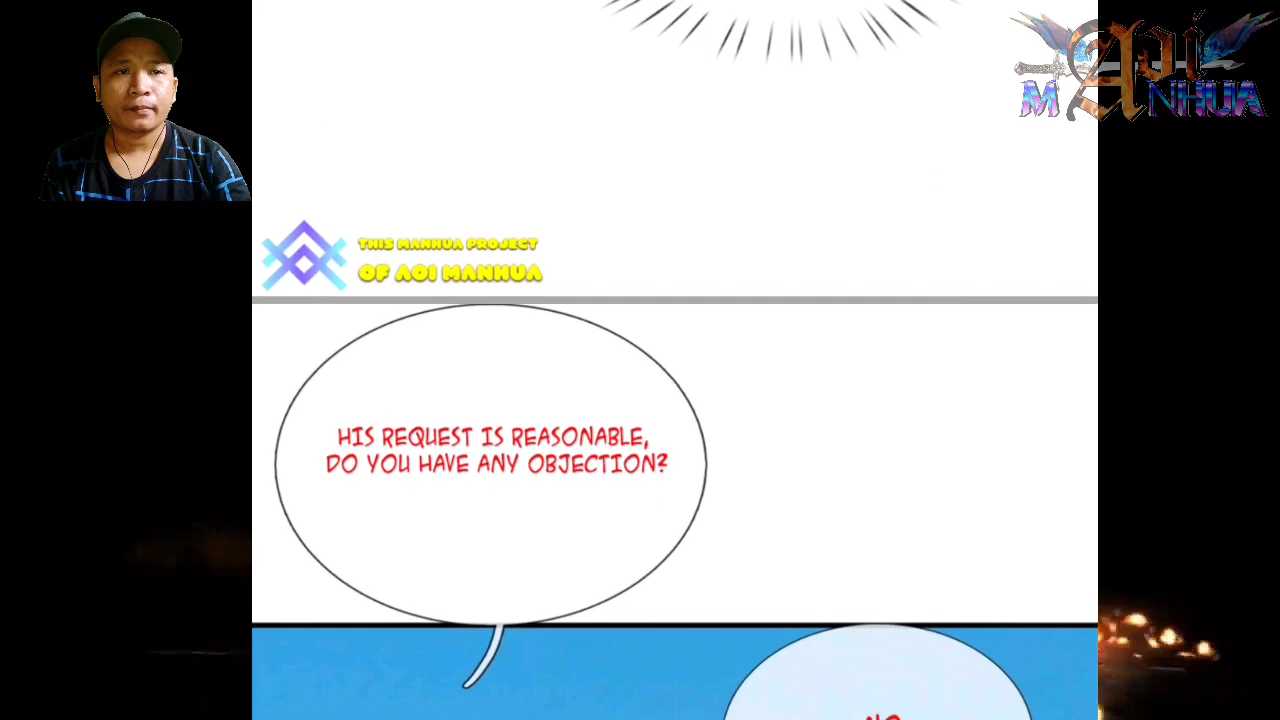 Aoi
MANHUA
THIS MANHUA PROJECT
OF AOI MANHUA
HIS REQUEST IS REASONABLE,
DO YOU HAVE ANY OBJECTION?